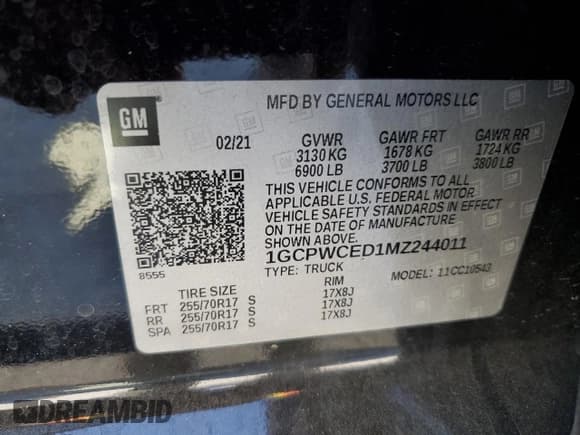 GM
MFD BY GENERAL MOTORS LLC
02/21 GVWR GAWR FRT GAWR RR
3130 KG 1678 KG 1724 KG
6900 LB 3700 LB 3800 LB
THIS VEHICLE CONFORMS TO ALL
APPLICABLE U.S. FEDERAL MOTOR
VEHICLE SAFETY STANDARDS IN EFFECT
ON THE DATE OF MANUFACTURE
SHOWN ABOVE.
1GCPWCED1MZ244011
8555
TYPE: TRUCK MODEL: 11CC10543
TIRE SIZE RIM
FRT 255/70R17 S 17X8J
RR 255/70R17 S 17X8J
SPA 255/70R17 S 17X8J
DREAMBID